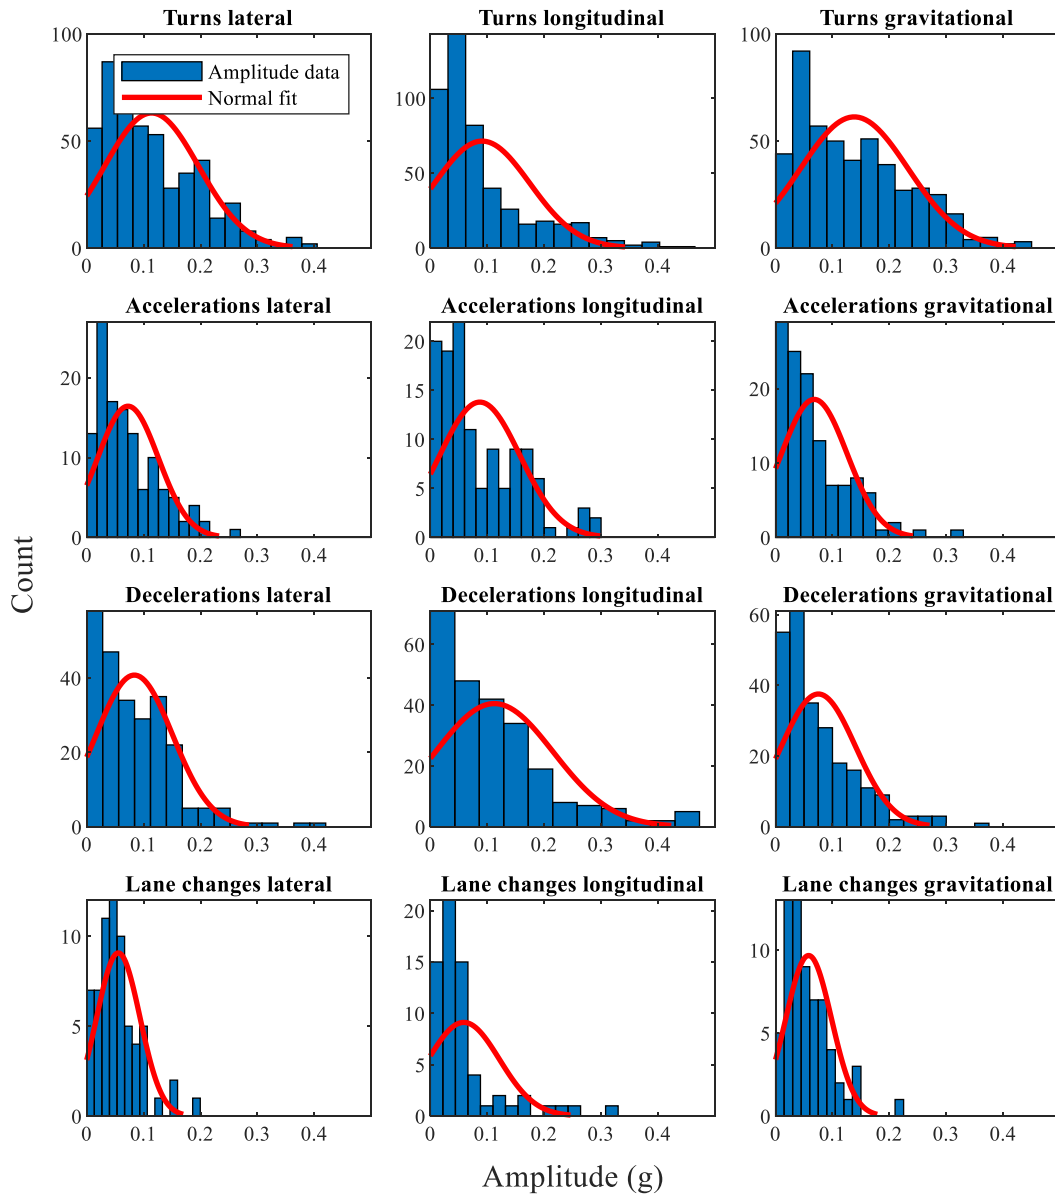 Turns lateral
Turns longitudinal
Turns gravitational
100
50
0
Amplitude data
Normal fit
0 0.1 0.2 0.3 0.4
100
50
0
0 0.1 0.2 0.3 0.4
100
50
0
0 0.1 0.2 0.3 0.4
Accelerations lateral
Accelerations longitudinal
Accelerations gravitational
20
10
0
0 0.1 0.2 0.3 0.4
20
15
10
5
0
0 0.1 0.2 0.3 0.4
20
10
0
0 0.1 0.2 0.3 0.4
Count
Decelerations lateral
Decelerations longitudinal
Decelerations gravitational
40
20
0
0 0.1 0.2 0.3 0.4
60
40
20
0
0 0.1 0.2 0.3 0.4
60
40
20
0
0 0.1 0.2 0.3 0.4
Lane changes lateral
Lane changes longitudinal
Lane changes gravitational
10
5
0
0 0.1 0.2 0.3 0.4
20
15
10
5
0
0 0.1 0.2 0.3 0.4
10
5
0
0 0.1 0.2 0.3 0.4
Amplitude (g)